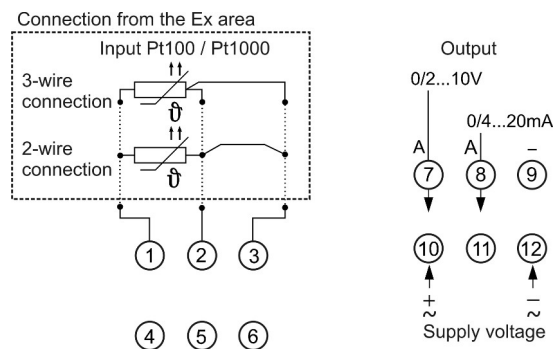 Connection from the Ex area
Input Pt100 / Pt1000
3-wire
connection
ϑ
2-wire
connection
ϑ
1 2 3
4 5 6
Output
0/2...10V
0/4...20mA
A A –
7 8 9
10 11 12
+ –
~ ~
Supply voltage